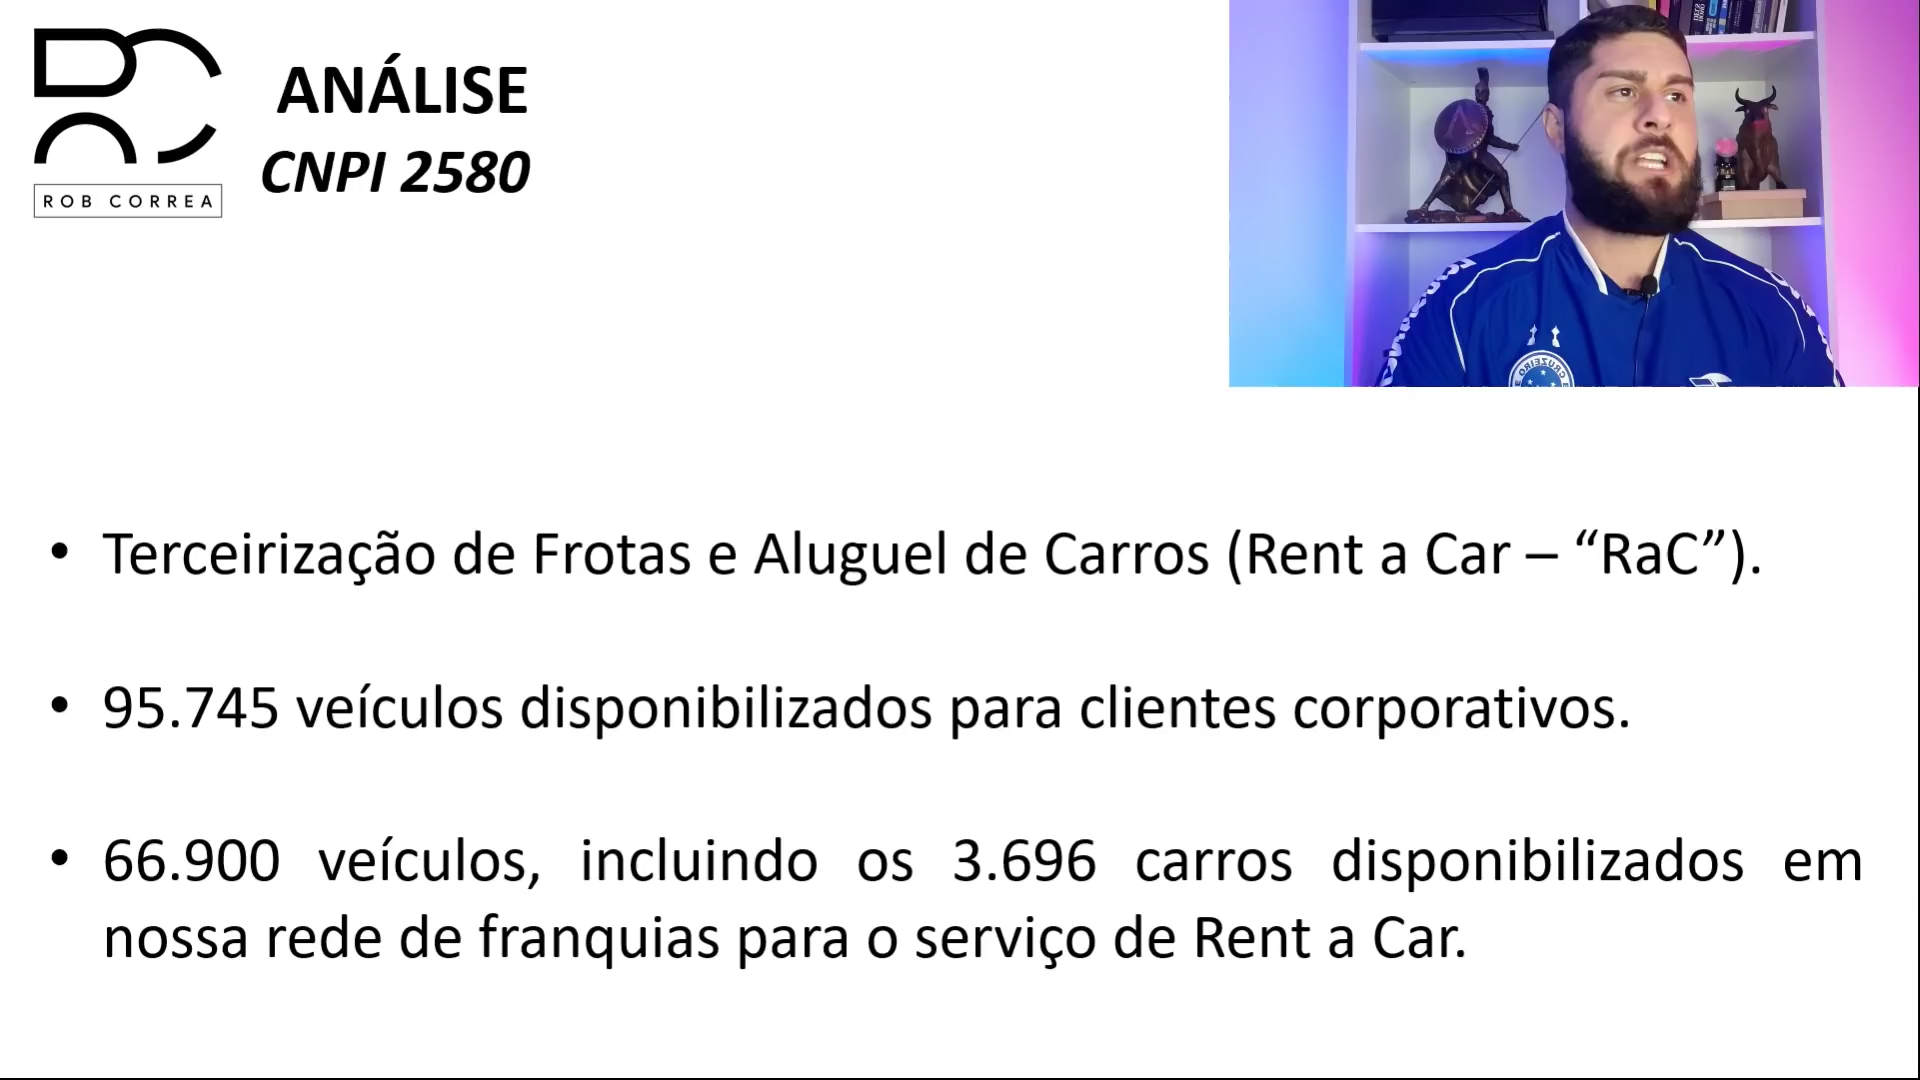 ROB CORREA
ANÁLISE
CNPI 2580
CRUZEIRO
• Terceirização de Frotas e Aluguel de Carros (Rent a Car – “RaC”).
• 95.745 veículos disponibilizados para clientes corporativos.
• 66.900 veículos, incluindo os 3.696 carros disponibilizados em
nossa rede de franquias para o serviço de Rent a Car.